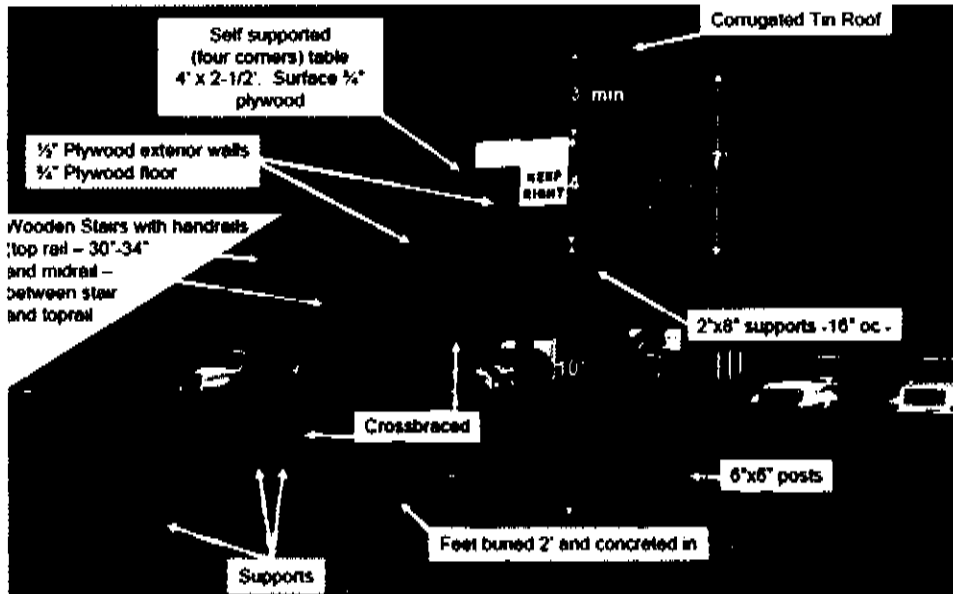 Corrugated Tin Roof
Self supported
(four corners) table
4' x 2-1/2'. Surface ¾"
plywood
3' min
7'
½" Plywood exterior walls
¾" Plywood floor
KEEP
RIGHT
4'
Wooden Stairs with handrails
(top rail – 30"-34"
and midrail –
between stair
and toprail
2"x8" supports -16" oc -
10'
Crossbraced
6"x6" posts
Feet buried 2' and concreted in
Supports